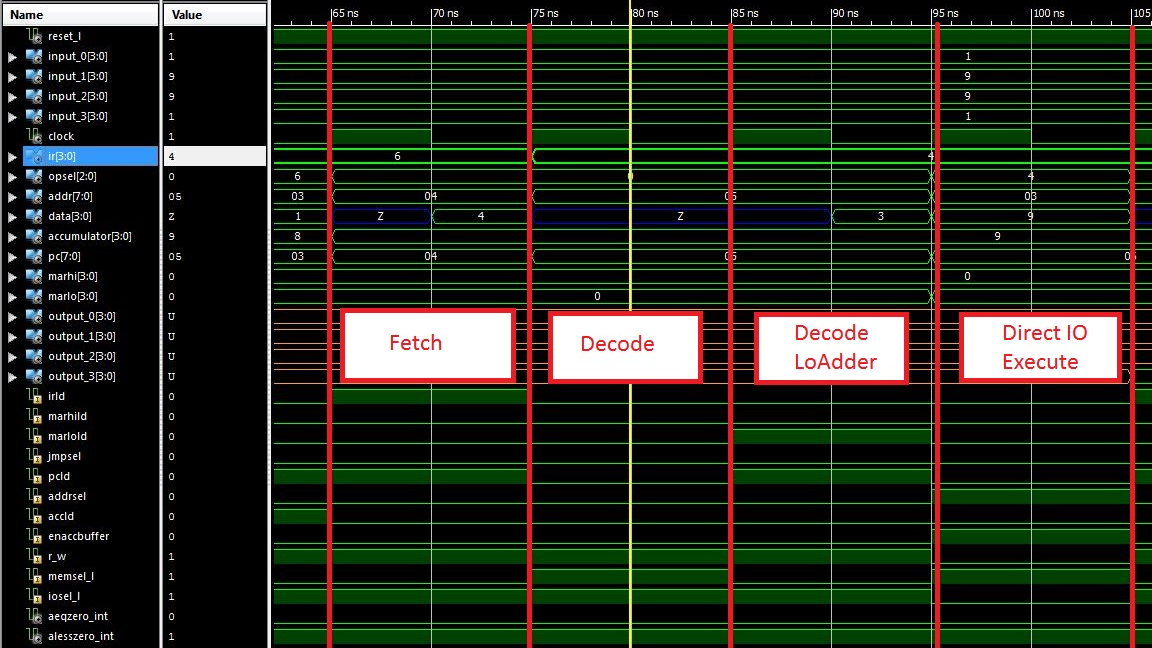 Name Value 65 ns 70 ns 75 ns 80 ns 85 ns 90 ns 95 ns 100 ns 105
reset_l 1
input_0[3:0] 1 1
input_1[3:0] 9 9
input_2[3:0] 9 9
input_3[3:0] 1 1
clock 1
ir[3:0] 4 6 4
opsel[2:0] 0 6 0 4
addr[7:0] 05 03 04 05 03
data[3:0] Z 1 Z 4 Z 3 9
accumulator[3:0] 9 8 9
pc[7:0] 05 03 04 05
marhi[3:0] 0 0
marlo[3:0] 0 0
output_0[3:0] U
output_1[3:0] U
output_2[3:0] U
output_3[3:0] U
Fetch
Decode
Decode
LoAdder
Direct IO
Execute
irld 0
marhild 0
marlold 0
jmpsel 0
pcld 0
addrsel 0
accld 0
enaccbuffer 0
r_w 1
memsel_l 1
iosel_l 1
aeqzero_int 0
alesszero_int 1